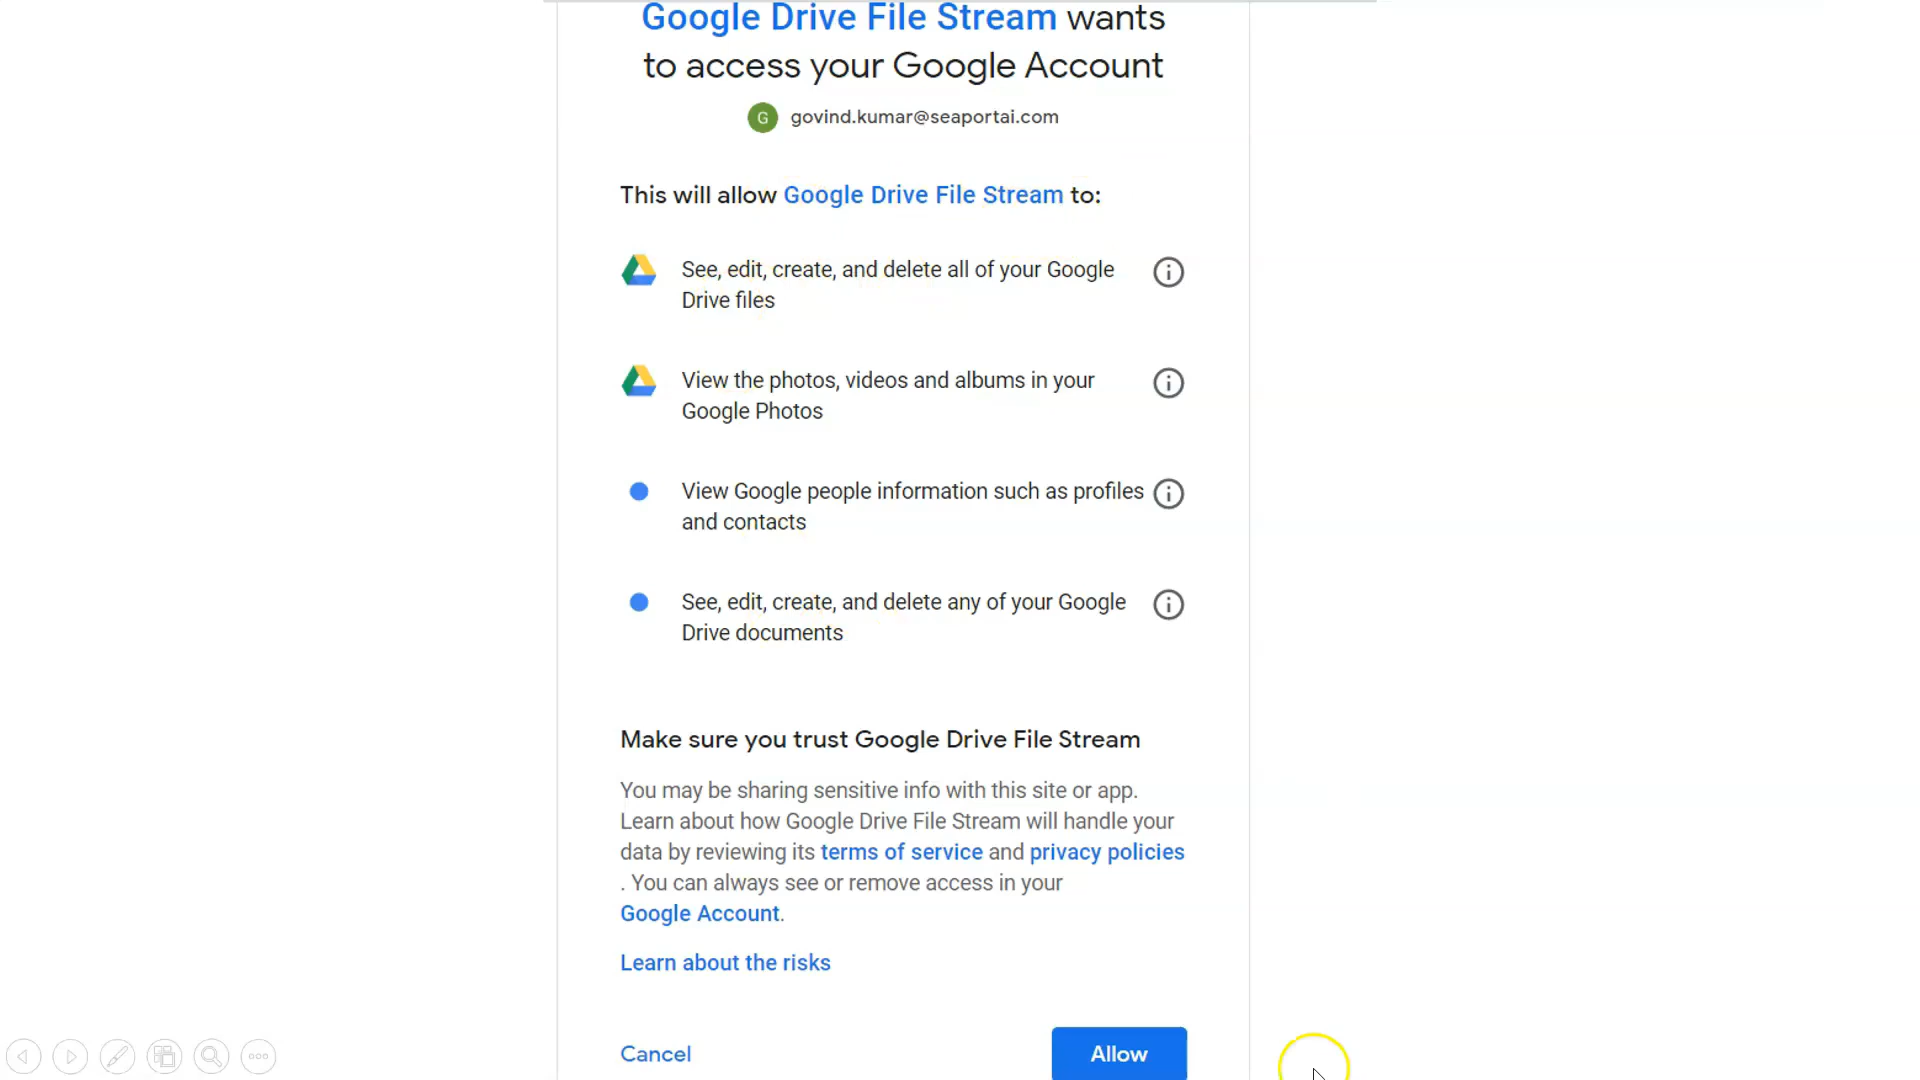 Google Drive File Stream wants
to access your Google Account
G govind.kumar@seaportai.com
This will allow Google Drive File Stream to:
See, edit, create, and delete all of your Google
Drive files
View the photos, videos and albums in your
Google Photos
View Google people information such as profiles
and contacts
See, edit, create, and delete any of your Google
Drive documents
Make sure you trust Google Drive File Stream
You may be sharing sensitive info with this site or app.
Learn about how Google Drive File Stream will handle your
data by reviewing its terms of service and privacy policies
. You can always see or remove access in your
Google Account.
Learn about the risks
Cancel
Allow